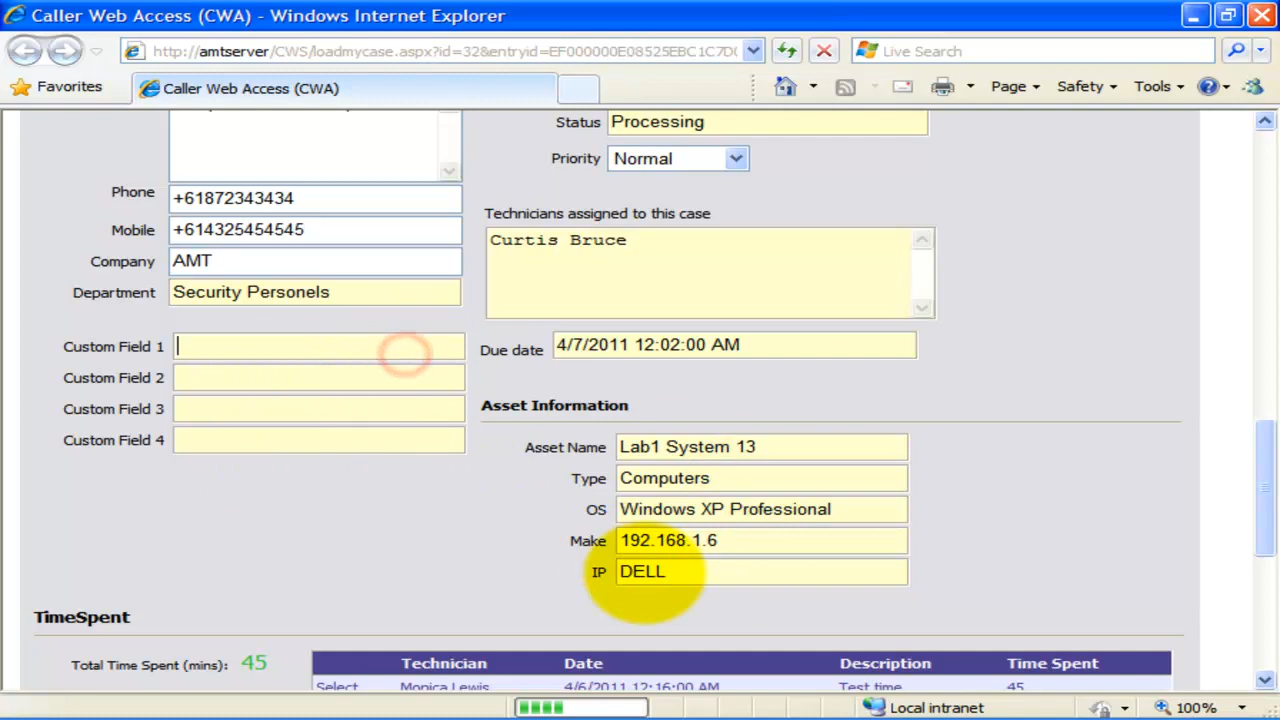 Caller Web Access (CWA) - Windows Internet Explorer
http://amtserver/CWS/loadmycase.aspx?id=32&entryid=EF000000E08525EBC1C7D
Live Search
Favorites
Caller Web Access (CWA)
Page
Safety
Tools
Status
Processing
Priority
Normal
Phone
+61872343434
Mobile
+614325454545
Company
AMT
Department
Security Personels
Technicians assigned to this case
Curtis Bruce
Custom Field 1
Custom Field 2
Custom Field 3
Custom Field 4
Due date
4/7/2011 12:02:00 AM
Asset Information
Asset Name
Lab1 System 13
Type
Computers
OS
Windows XP Professional
Make
192.168.1.6
IP
DELL
TimeSpent
Total Time Spent (mins): 45
Technician Date Description Time Spent
Select Monica Lewis 4/6/2011 12:16:00 AM Test time 45
Local intranet
100%